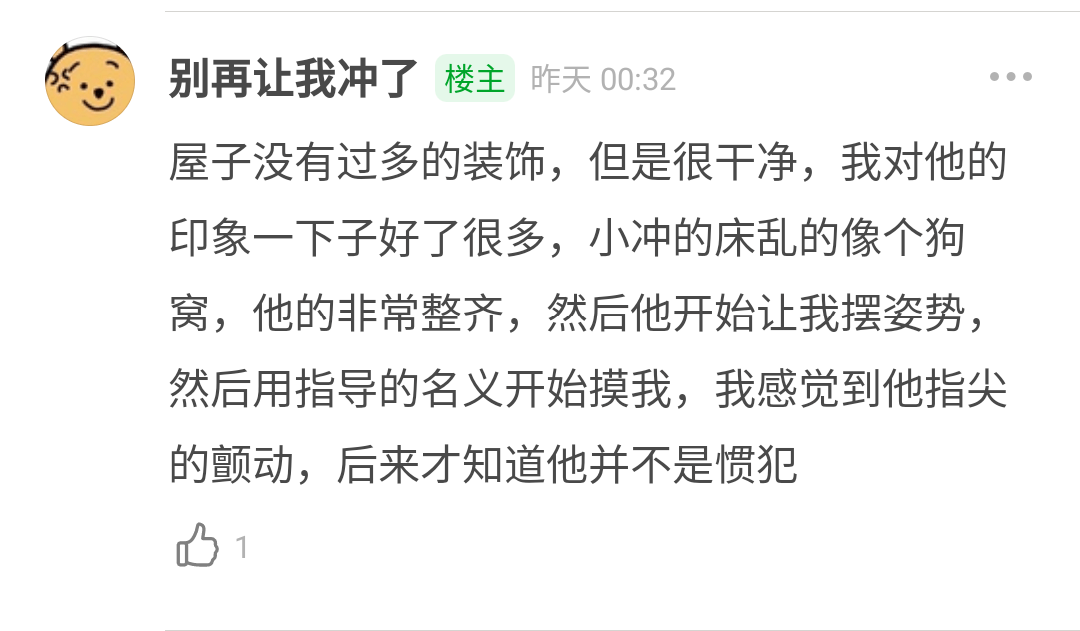 别再让我冲了 楼主 昨天 00:32
屋子没有过多的装饰，但是很干净，我对他的
印象一下子好了很多，小冲的床乱的像个狗
窝，他的非常整齐，然后他开始让我摆姿势，
然后用指导的名义开始摸我，我感觉到他指尖
的颤动，后来才知道他并不是惯犯
1